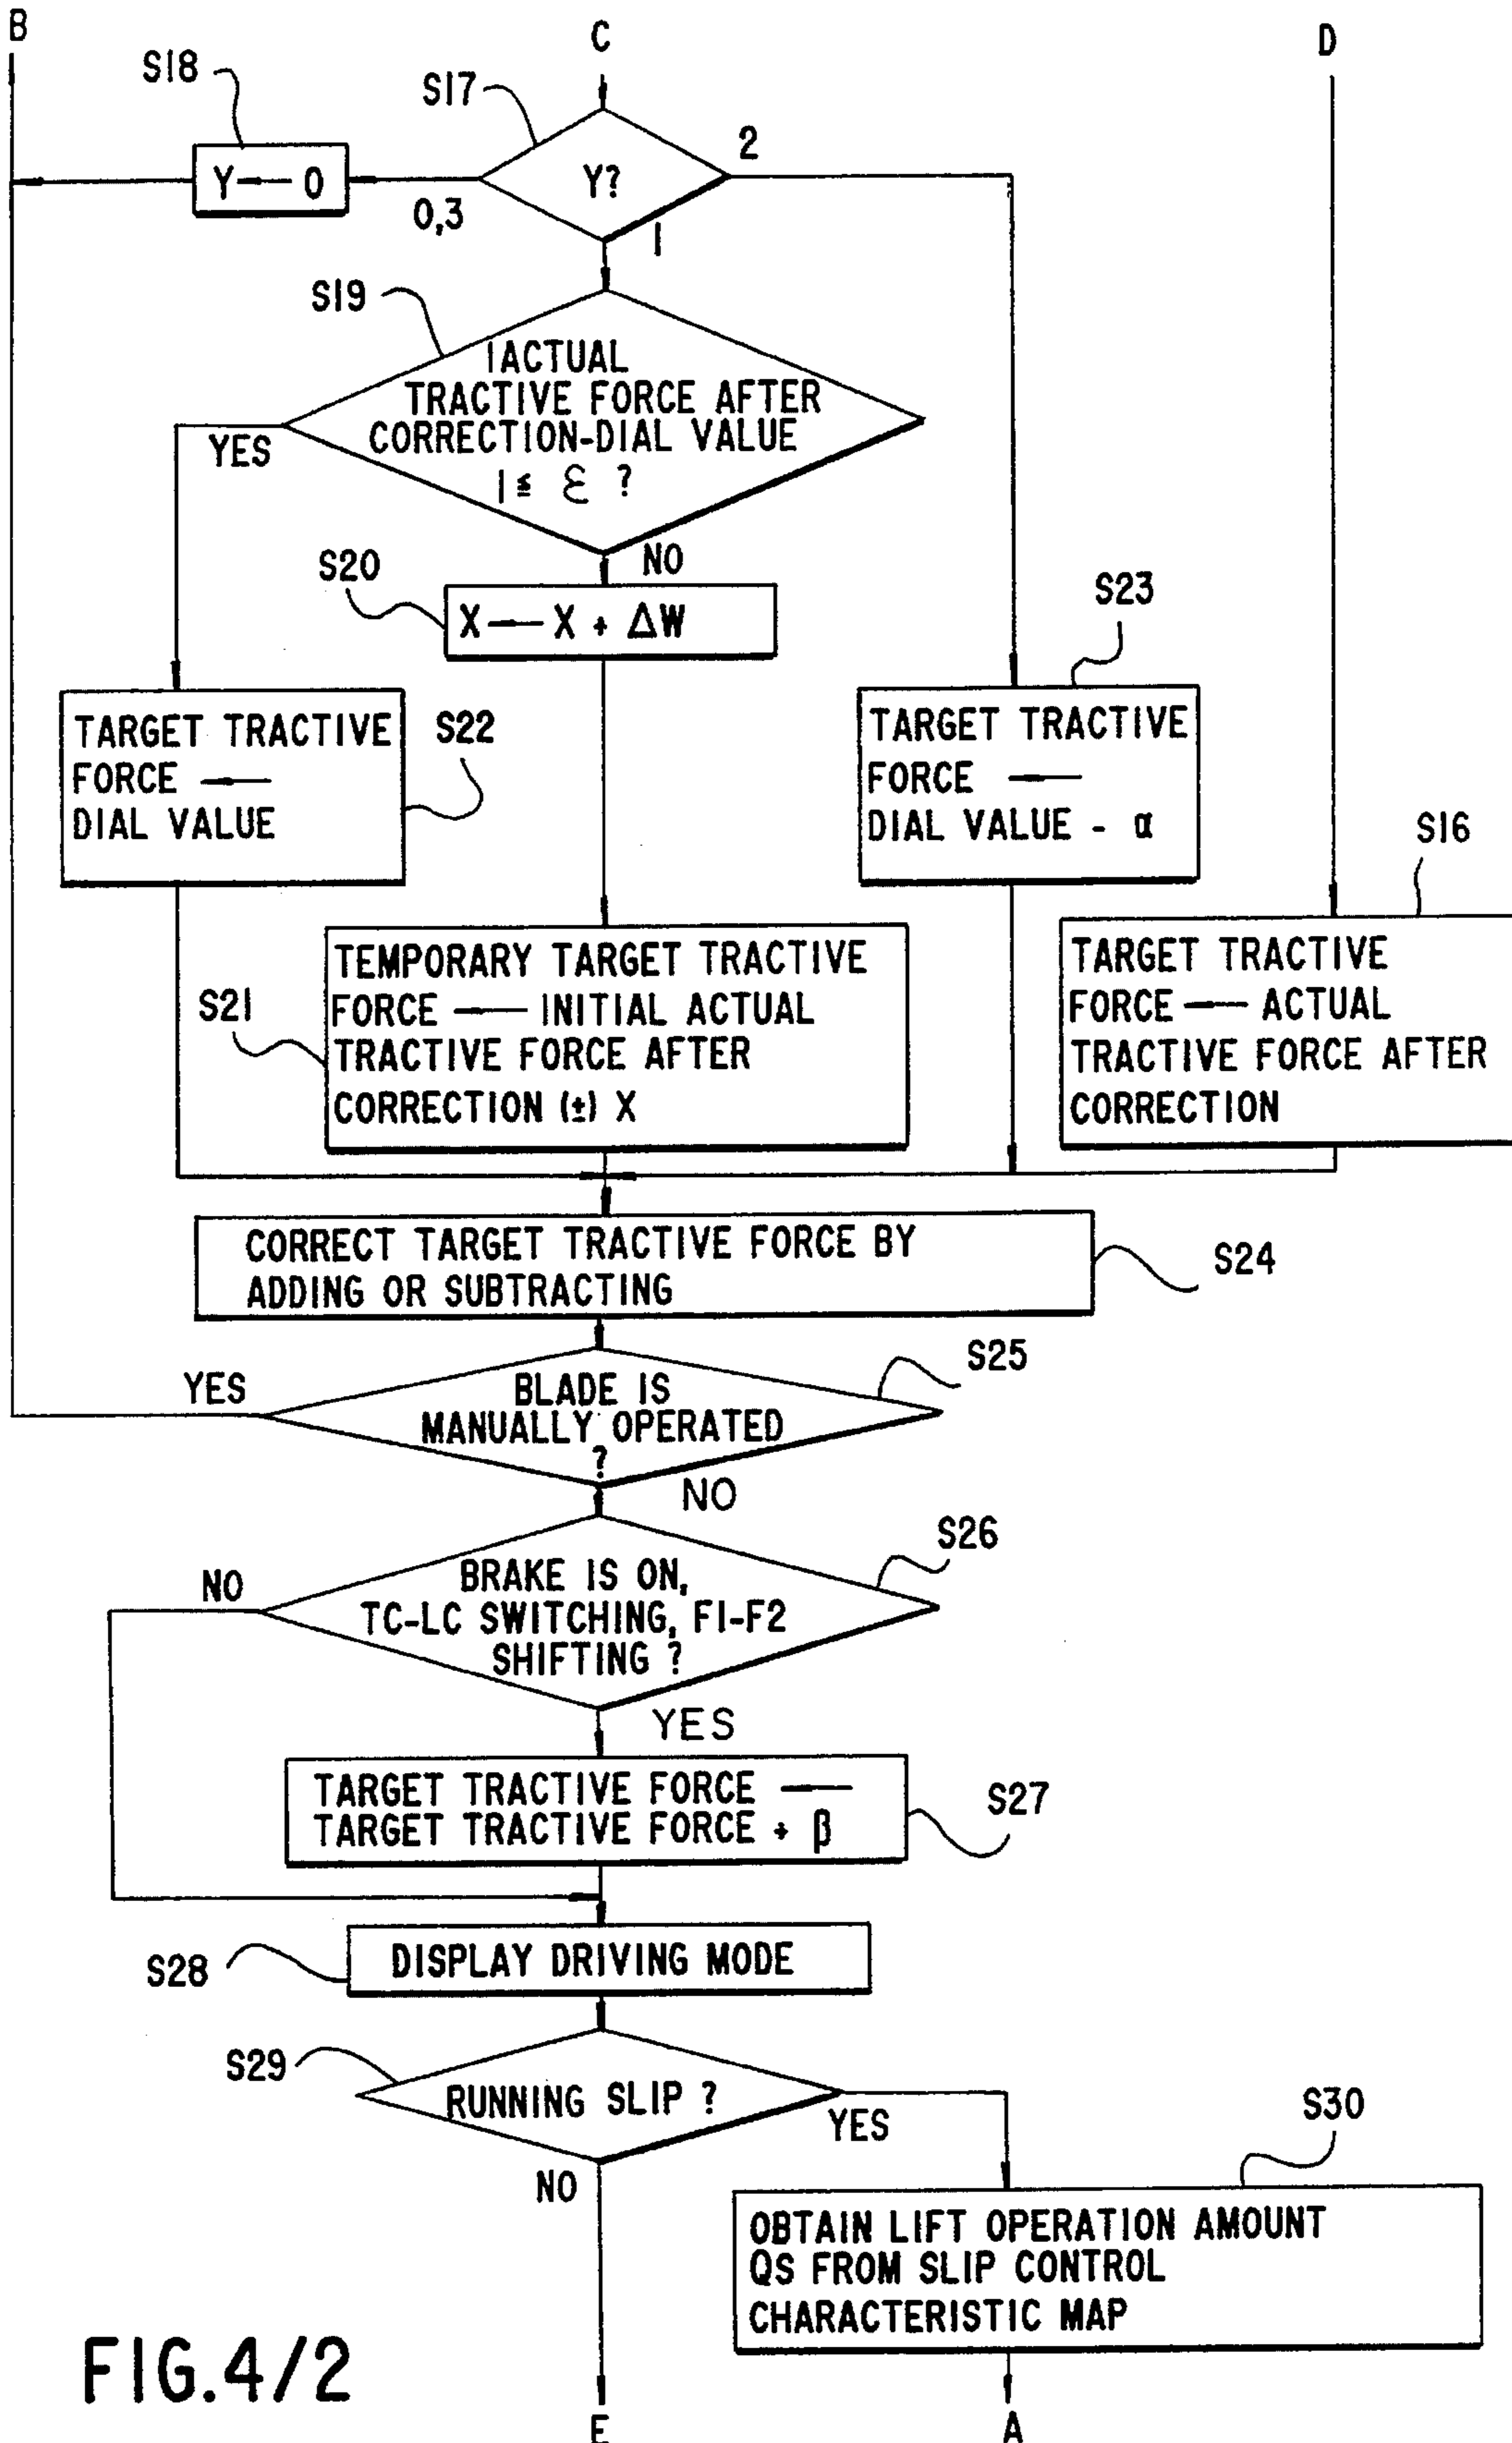 B
C
D
S18
S17
2
Y ← 0
Y?
0,3
1
S19
|ACTUAL
TRACTIVE FORCE AFTER
CORRECTION-DIAL VALUE
| ≦ ε ?
YES
NO
S20
X ← X + ΔW
S23
TARGET TRACTIVE
FORCE ←
DIAL VALUE
S22
TARGET TRACTIVE
FORCE ←
DIAL VALUE - α
S16
S21
TEMPORARY TARGET TRACTIVE
FORCE ← INITIAL ACTUAL
TRACTIVE FORCE AFTER
CORRECTION (±) X
TARGET TRACTIVE
FORCE ← ACTUAL
TRACTIVE FORCE AFTER
CORRECTION
CORRECT TARGET TRACTIVE FORCE BY
ADDING OR SUBTRACTING
S24
S25
YES
BLADE IS
MANUALLY OPERATED
?
NO
S26
NO
BRAKE IS ON,
TC-LC SWITCHING, F1-F2
SHIFTING ?
YES
TARGET TRACTIVE FORCE ←
TARGET TRACTIVE FORCE + β
S27
S28
DISPLAY DRIVING MODE
S29
RUNNING SLIP ?
YES
S30
NO
OBTAIN LIFT OPERATION AMOUNT
QS FROM SLIP CONTROL
CHARACTERISTIC MAP
FIG.4/2
E
A